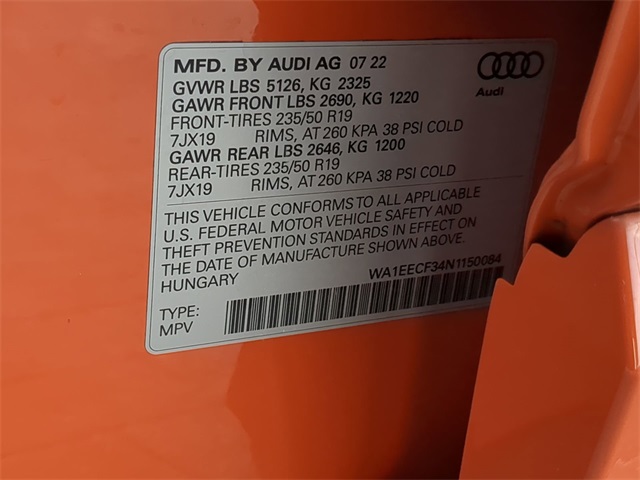 MFD. BY AUDI AG 07 22
GVWR LBS 5126, KG 2325
GAWR FRONT LBS 2690, KG 1220
FRONT-TIRES 235/50 R19
7JX19 RIMS, AT 260 KPA 38 PSI COLD
GAWR REAR LBS 2646, KG 1200
REAR-TIRES 235/50 R19
7JX19 RIMS, AT 260 KPA 38 PSI COLD
Audi
THIS VEHICLE CONFORMS TO ALL APPLICABLE
U.S. FEDERAL MOTOR VEHICLE SAFETY AND
THEFT PREVENTION STANDARDS IN EFFECT ON
THE DATE OF MANUFACTURE SHOWN ABOVE.
HUNGARY WA1EECF34N1150084
TYPE:
MPV